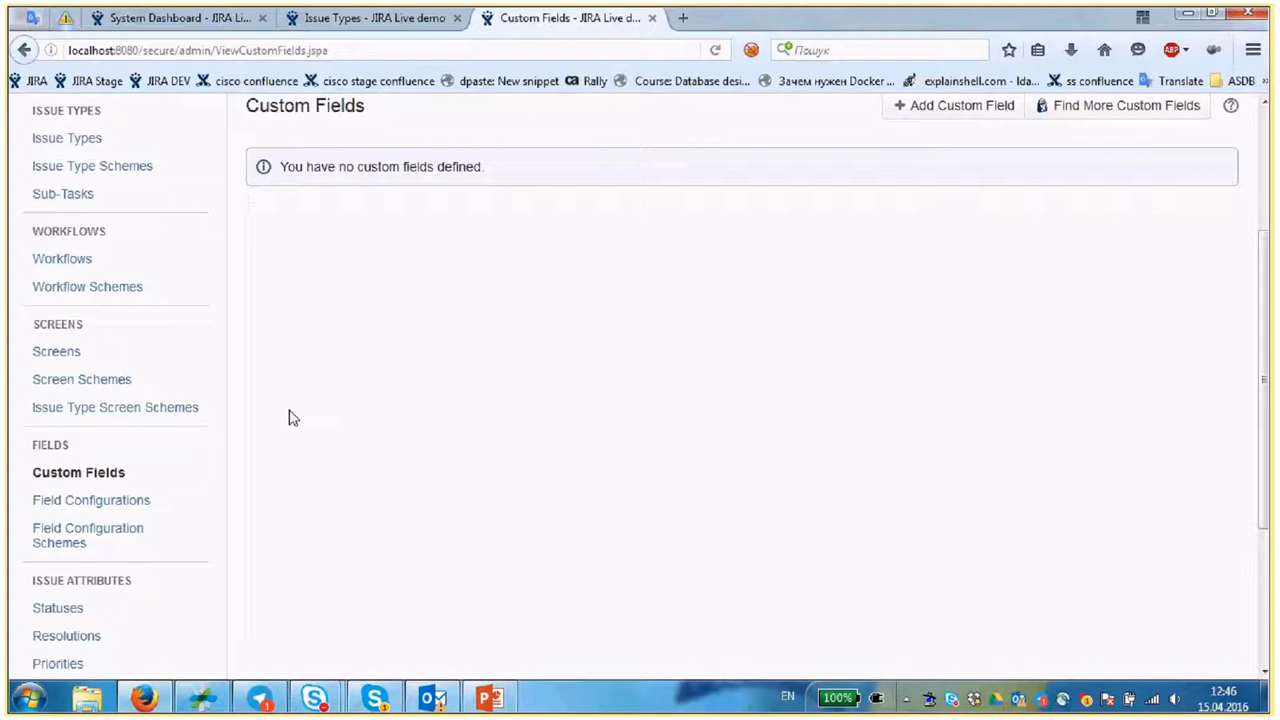 System Dashboard - JIRA Li...
Issue Types - JIRA Live demo
Custom Fields - JIRA Live d...
localhost:8080/secure/admin/ViewCustomFields.jspa
Пошук
ABP
JIRA
JIRA Stage
JIRA DEV
cisco confluence
cisco stage confluence
dpaste: New snippet
ca Rally
Course: Database desi...
Зачем нужен Docker ...
explainshell.com - Ida...
ss confluence
Translate
ASDB
ISSUE TYPES
Issue Types
Issue Type Schemes
Sub-Tasks
WORKFLOWS
Workflows
Workflow Schemes
SCREENS
Screens
Screen Schemes
Issue Type Screen Schemes
FIELDS
Custom Fields
Field Configurations
Field Configuration
Schemes
ISSUE ATTRIBUTES
Statuses
Resolutions
Priorities
Custom Fields
+ Add Custom Field
Find More Custom Fields
You have no custom fields defined.
EN
100%
12:46
15.04.2016